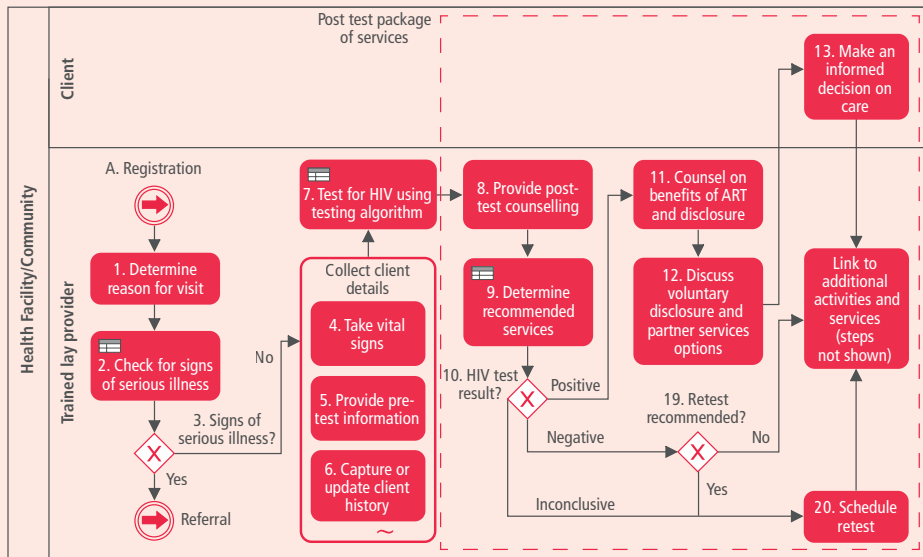 Health Facility/Community
Client
Trained lay provider
Post test package
of services
13. Make an
informed
decision on
care
A. Registration
1. Determine
reason for visit
2. Check for signs
of serious illness
3. Signs of
serious illness?
No
Yes
Referral
7. Test for HIV using
testing algorithm
Collect client
details
4. Take vital
signs
5. Provide pre-
test information
6. Capture or
update client
history
~
8. Provide post-
test counselling
9. Determine
recommended
services
10. HIV test
result?
Positive
Negative
Inconclusive
11. Counsel on
benefits of ART
and disclosure
12. Discuss
voluntary
disclosure and
partner services
options
19. Retest
recommended?
No
Yes
Link to
additional
activities and
services
(steps
not shown)
20. Schedule
retest
X
X
X